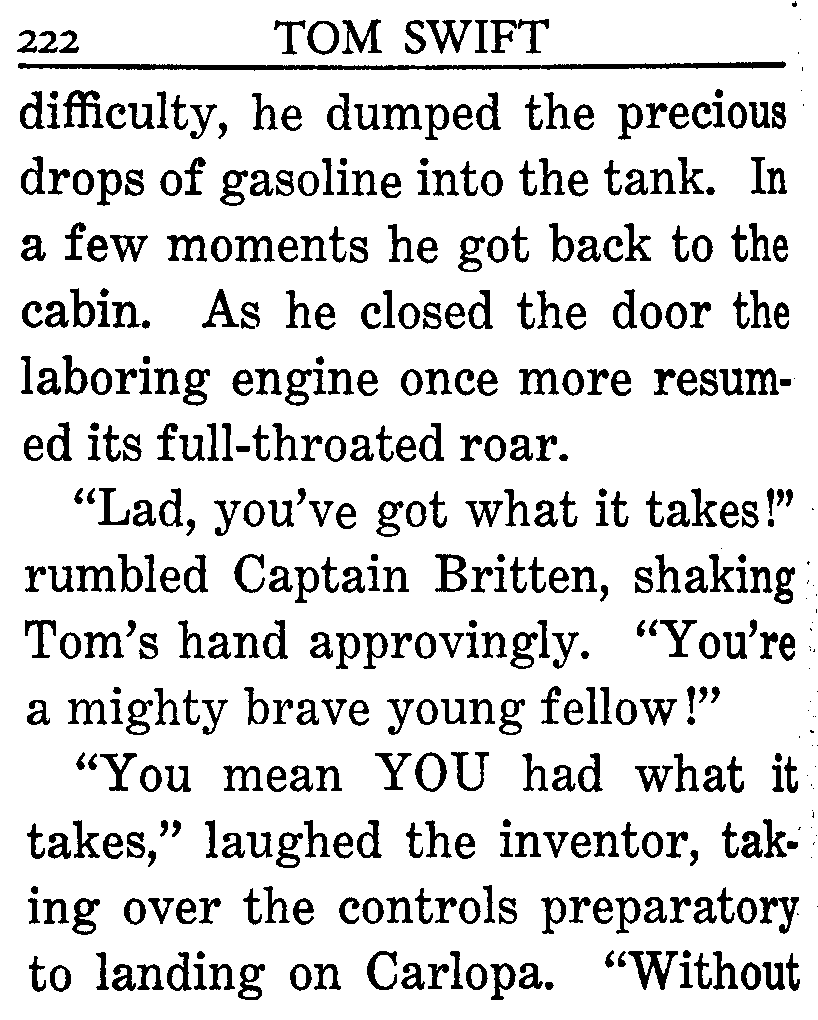 222 TOM SWIFT
difficulty, he dumped the precious
drops of gasoline into the tank. In
a few moments he got back to the
cabin. As he closed the door the
laboring engine once more resum-
ed its full-throated roar.
“Lad, you’ve got what it takes!”
rumbled Captain Britten, shaking
Tom’s hand approvingly. “You’re
a mighty brave young fellow!”
“You mean YOU had what it
takes,” laughed the inventor, tak-
ing over the controls preparatory
to landing on Carlopa. “Without